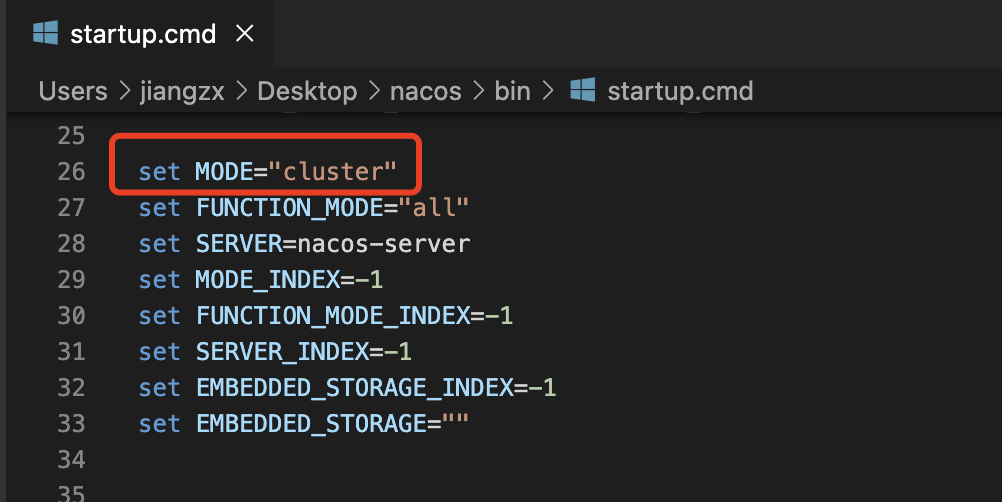 startup.cmd
Users > jiangzx > Desktop > nacos > bin > startup.cmd
25
26 set MODE="cluster"
27 set FUNCTION_MODE="all"
28 set SERVER=nacos-server
29 set MODE_INDEX=-1
30 set FUNCTION_MODE_INDEX=-1
31 set SERVER_INDEX=-1
32 set EMBEDDED_STORAGE_INDEX=-1
33 set EMBEDDED_STORAGE=""
34
35